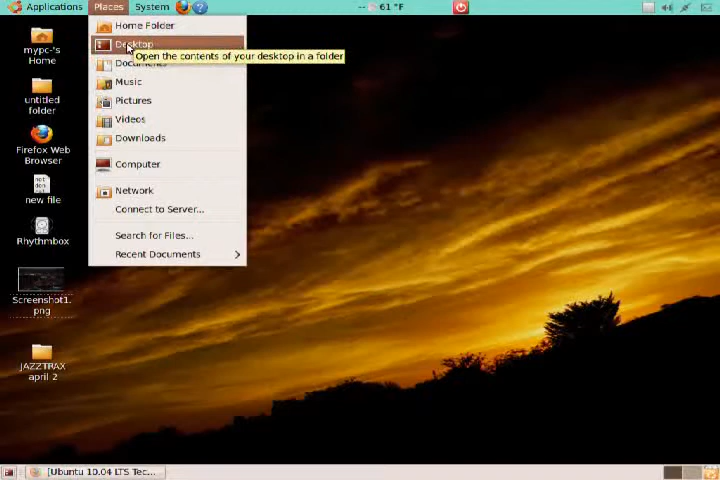 Applications Places System
-- 61 °F
Home Folder
Desktop
Open the contents of your desktop in a folder
Documents
Music
Pictures
Videos
Downloads
Computer
Network
Connect to Server...
Search for Files...
Recent Documents
mypc-'s
Home
untitled
folder
Firefox Web
Browser
new file
Rhythmbox
Screenshot1.
png
JAZZTRAX
april 2
[Ubuntu 10.04 LTS Tec...